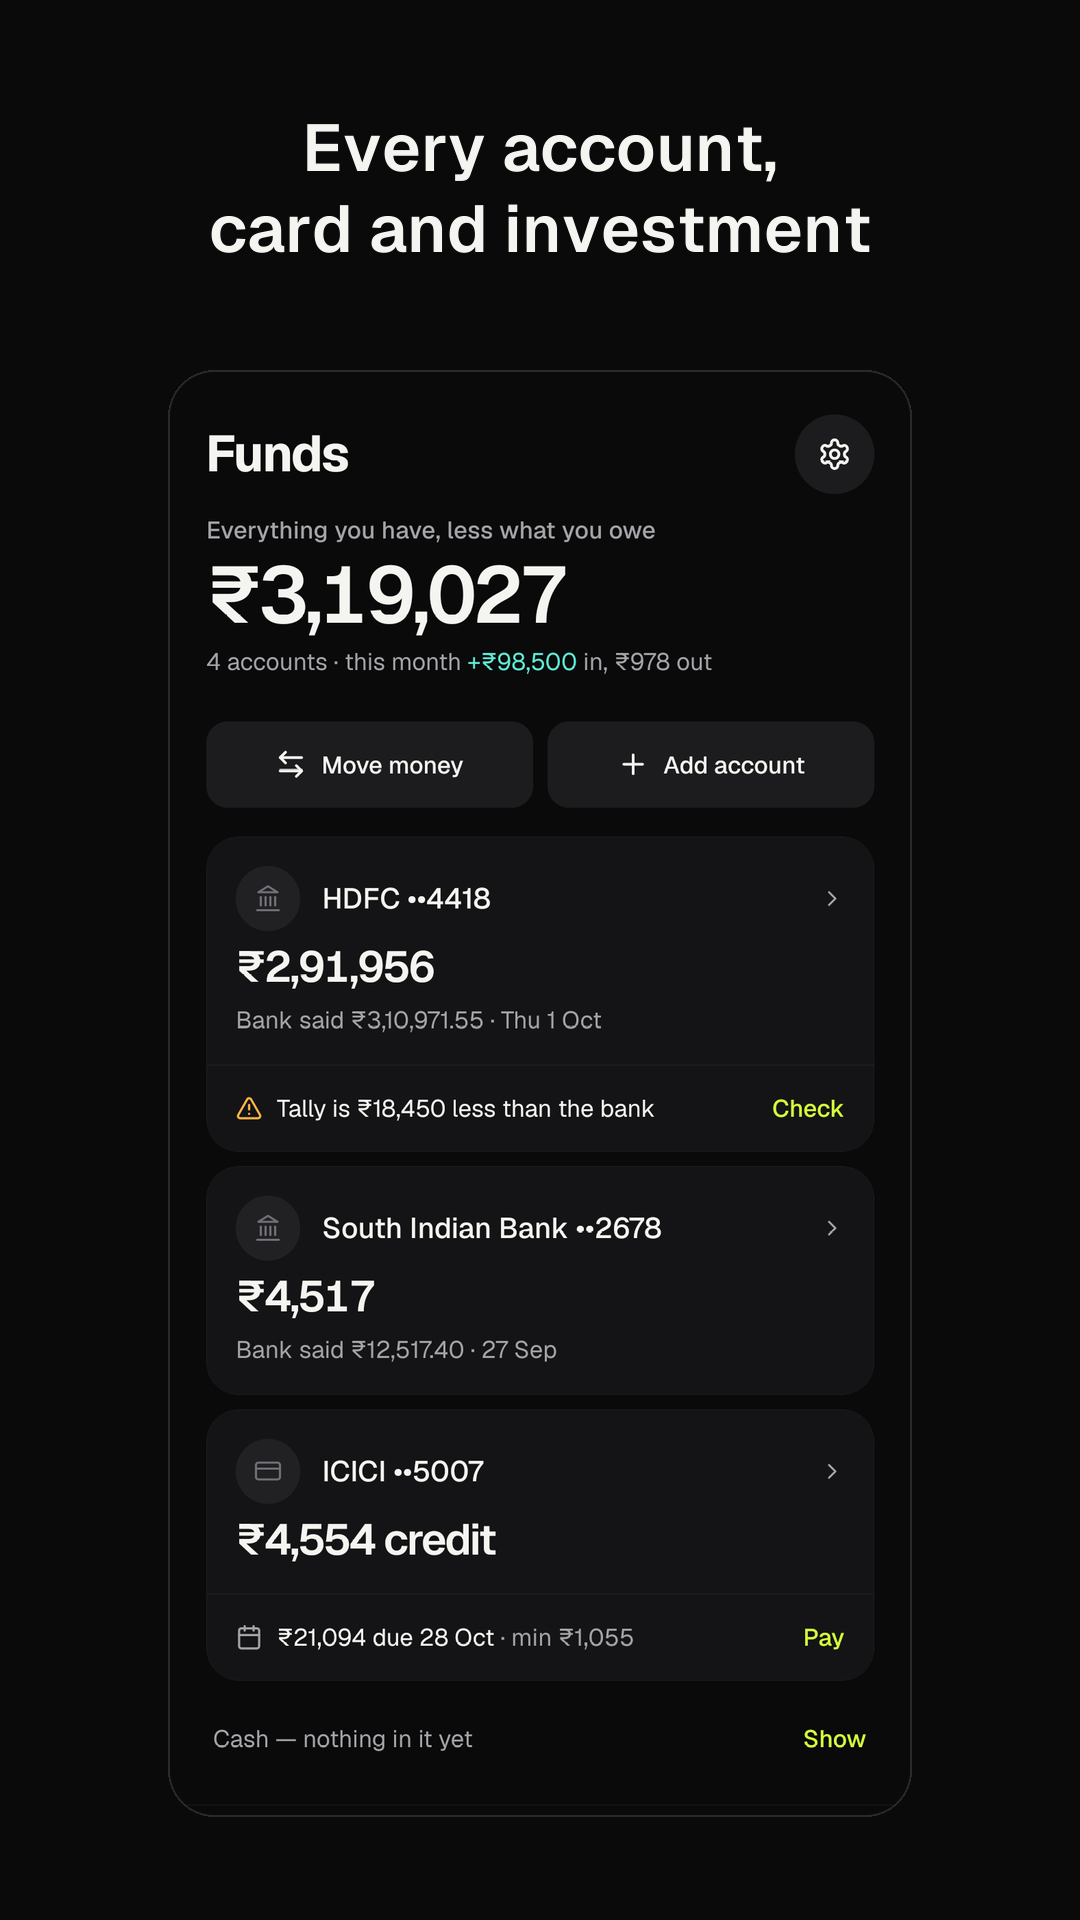 Every account,
card and investment
Funds
Everything you have, less what you owe
₹3,19,027
4 accounts · this month +₹98,500 in, ₹978 out
Move money
Add account
HDFC ••4418
₹2,91,956
Bank said ₹3,10,971.55 · Thu 1 Oct
Tally is ₹18,450 less than the bank
Check
South Indian Bank ••2678
₹4,517
Bank said ₹12,517.40 · 27 Sep
ICICI ••5007
₹4,554 credit
₹21,094 due 28 Oct · min ₹1,055
Pay
Cash — nothing in it yet
Show